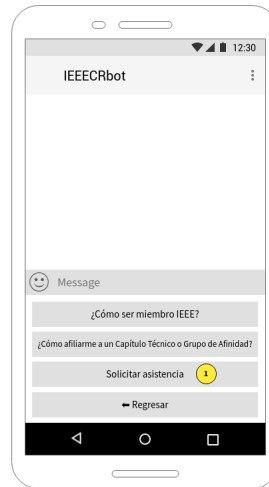 12:30
IEEECRbot
Message
¿Cómo ser miembro IEEE?
¿Cómo afiliarme a un Capítulo Técnico o Grupo de Afinidad?
Solicitar asistencia 1
⬅ Regresar